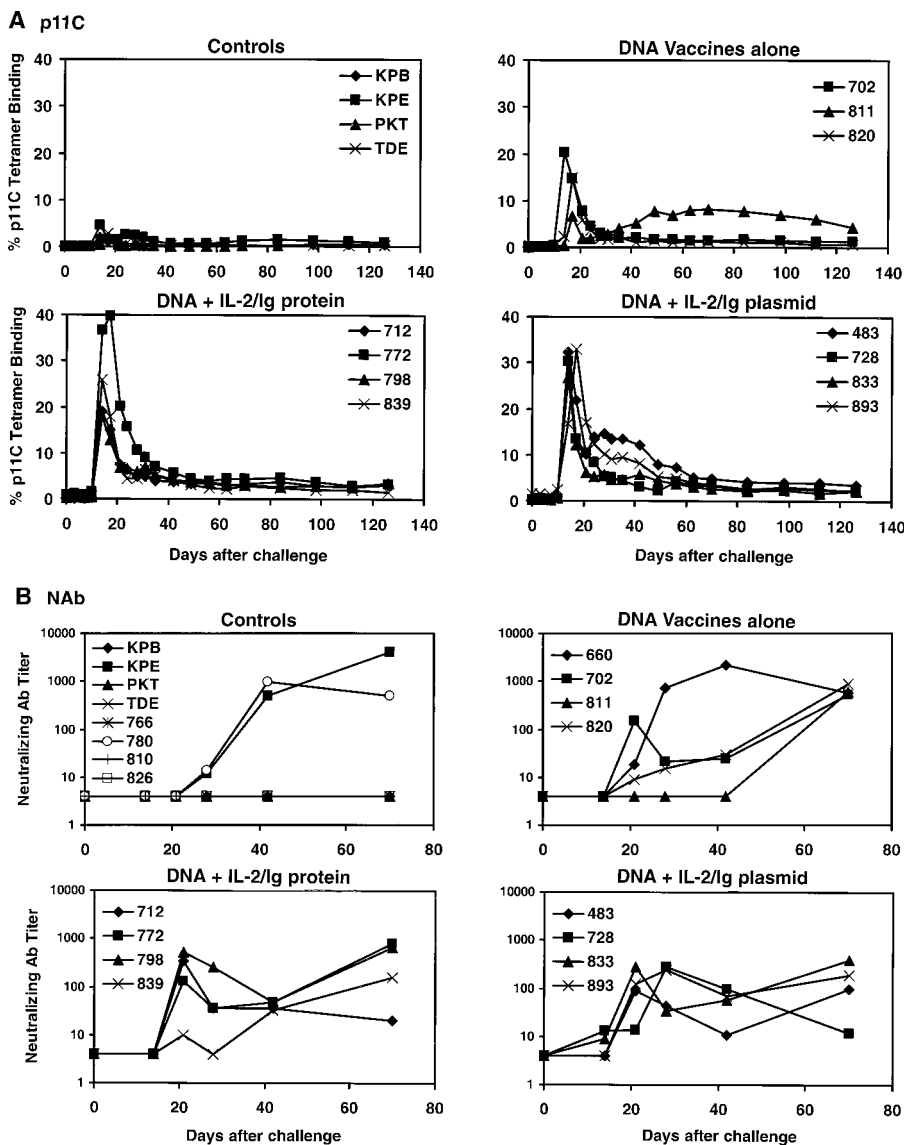 A p11C
Controls
% p11C Tetramer Binding
40
30
20
10
0
0 20 40 60 80 100 120 140
KPB
KPE
PKT
TDE
DNA Vaccines alone
40
30
20
10
0
0 20 40 60 80 100 120 140
702
811
820
DNA + IL-2/Ig protein
% p11C Tetramer Binding
40
30
20
10
0
0 20 40 60 80 100 120 140
712
772
798
839
Days after challenge
DNA + IL-2/Ig plasmid
40
30
20
10
0
0 20 40 60 80 100 120 140
483
728
833
893
Days after challenge
B NAb
Controls
Neutralizing Ab Titer
10000
1000
100
10
1
0 20 40 60 80
KPB
KPE
PKT
TDE
766
780
810
826
DNA Vaccines alone
10000
1000
100
10
1
0 20 40 60 80
660
702
811
820
DNA + IL-2/Ig protein
Neutralizing Ab Titer
10000
1000
100
10
1
0 20 40 60 80
712
772
798
839
Days after challenge
DNA + IL-2/Ig plasmid
10000
1000
100
10
1
0 20 40 60 80
483
728
833
893
Days after challenge